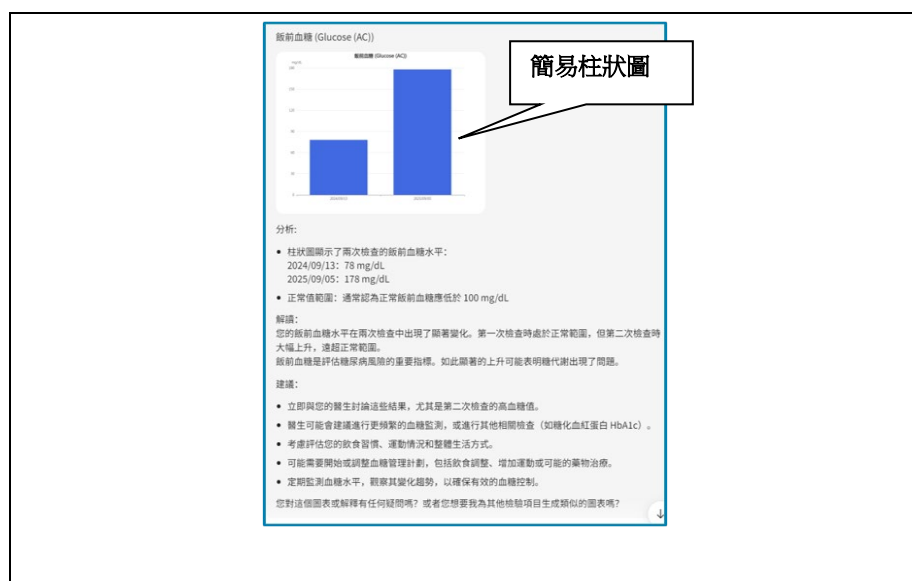 飯前血糖 (Glucose (AC))
簡易柱狀圖
飯前血糖 (Glucose (AC))
分析:
• 柱狀圖顯示了兩次檢查的飯前血糖水平：
2024/09/13：78 mg/dL
2025/09/05：178 mg/dL
• 正常值範圍：通常認為正常飯前血糖應低於 100 mg/dL
解讀：
您的飯前血糖水平在兩次檢查中出現了顯著變化。第一次檢查時處於正常範圍，但第二次檢查時
大幅上升，遠超正常範圍。
飯前血糖是評估糖尿病風險的重要指標。如此顯著的上升可能表明糖代謝出現了問題。
建議：
• 立即與您的醫生討論這些結果，尤其是第二次檢查的高血糖值。
• 醫生可能會建議進行更頻繁的血糖監測，或進行其他相關檢查（如糖化血紅蛋白 HbA1c）。
• 考慮評估您的飲食習慣、運動情況和整體生活方式。
• 可能需要開始或調整血糖管理計劃，包括飲食調整、增加運動或可能的藥物治療。
• 定期監測血糖水平，觀察其變化趨勢，以確保有效的血糖控制。
您對這個圖表或解釋有任何疑問嗎？或者您想要我為其他檢驗項目生成類似的圖表嗎？